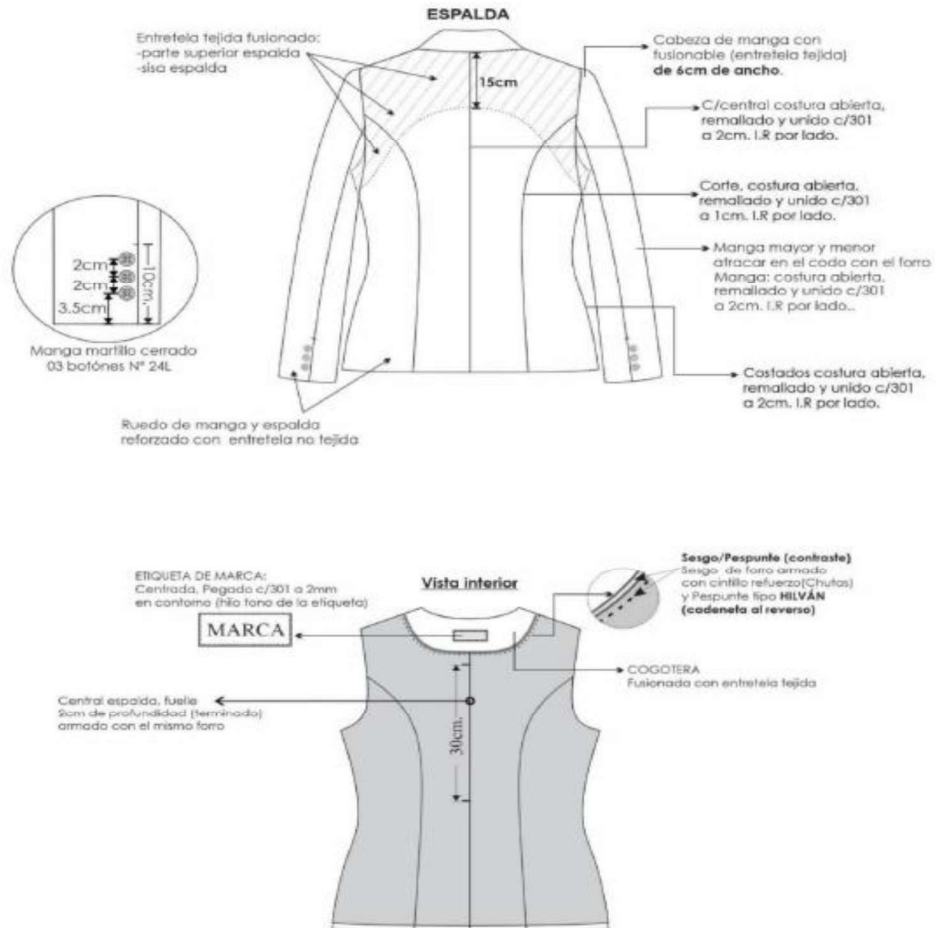 ESPALDA
Entretela tejida fusionado:
-parte superior espalda
-sisa espalda
15cm
Cabeza de manga con
fusionable (entretela tejida)
de 6cm de ancho.
C/central costura abierta,
remallado y unido c/301
a 2cm. I.R por lado.
Corte, costura abierta,
remallado y unido c/301
a 1cm. I.R por lado.
Manga mayor y menor
atracar en el codo con el forro
Manga: costura abierta,
remallado y unido c/301
a 2cm. I.R por lado..
Costados costura abierta,
remallado y unido c/301
a 2cm. I.R por lado.
2cm
2cm
3.5cm
10cm.
Manga martillo cerrado
03 botónes Nº 24L
Ruedo de manga y espalda
reforzado con entretela no tejida
Vista interior
ETIQUETA DE MARCA:
Centrada, Pegado c/301 a 2mm
en contorno (hilo tono de la etiqueta)
MARCA
Sesgo/Pespunte (contraste)
Sesgo de forro armado
con cintillo refuerzo(Chutas)
y Pespunte tipo HILVÁN
(cadeneta al reverso)
COGOTERA
Fusionada con entretela tejida
Central espalda, fuelle
2cm de profundidad (terminado)
armado con el mismo forro
30cm.